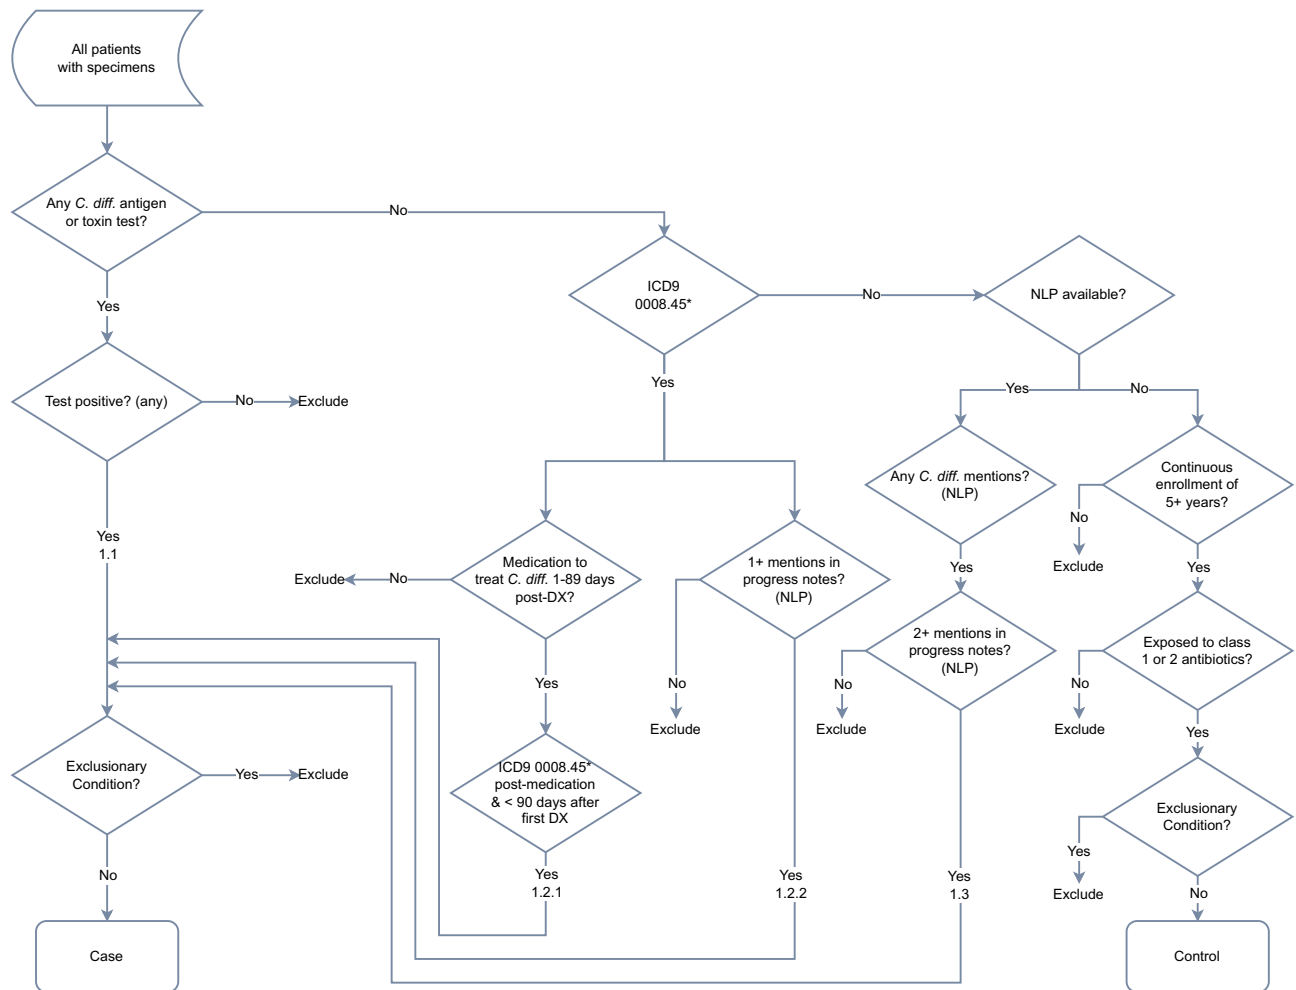 All patients
with specimens
Any C. diff. antigen
or toxin test?
No
Yes
ICD9
0008.45*
No
NLP available?
Yes
Test positive? (any)
No
Exclude
Yes
No
Any C. diff. mentions?
(NLP)
Continuous
enrollment of
5+ years?
No
Exclude
Yes
1.1
Medication to
treat C. diff. 1-89 days
post-DX?
No
Exclude
1+ mentions in
progress notes?
(NLP)
Yes
Yes
2+ mentions in
progress notes?
(NLP)
Exposed to class
1 or 2 antibiotics?
Yes
No
Exclude
No
Exclude
No
Exclude
Yes
Exclusionary
Condition?
Yes
Exclude
ICD9 0008.45*
post-medication
& < 90 days after
first DX
Exclusionary
Condition?
Yes
Exclude
No
Yes
1.2.1
Yes
1.2.2
Yes
1.3
No
Case
Control